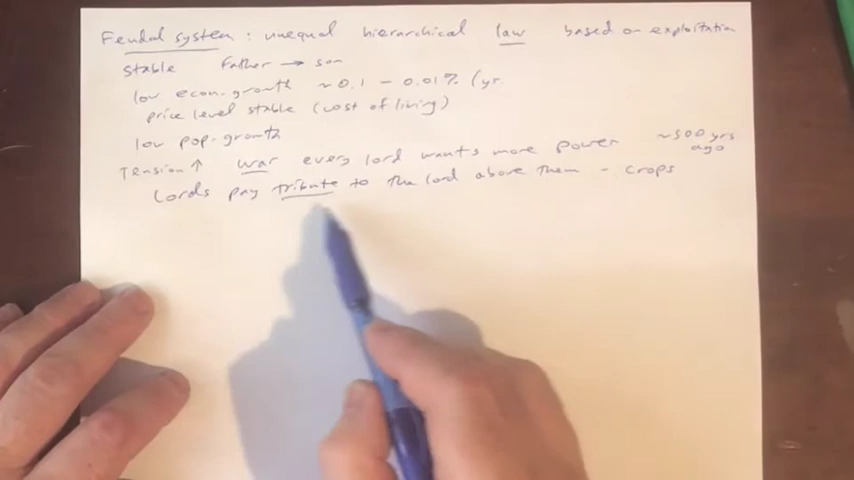 Feudal system : unequal hierarchical law based on exploitation
stable Father → son
low econ. growth ~0.1 - 0.01% /yr.
price level stable (cost of living)
low pop. growth
Tension ↑ war every lord wants more power ~500 yrs ago
Lords pay tribute to the lord above them - crops